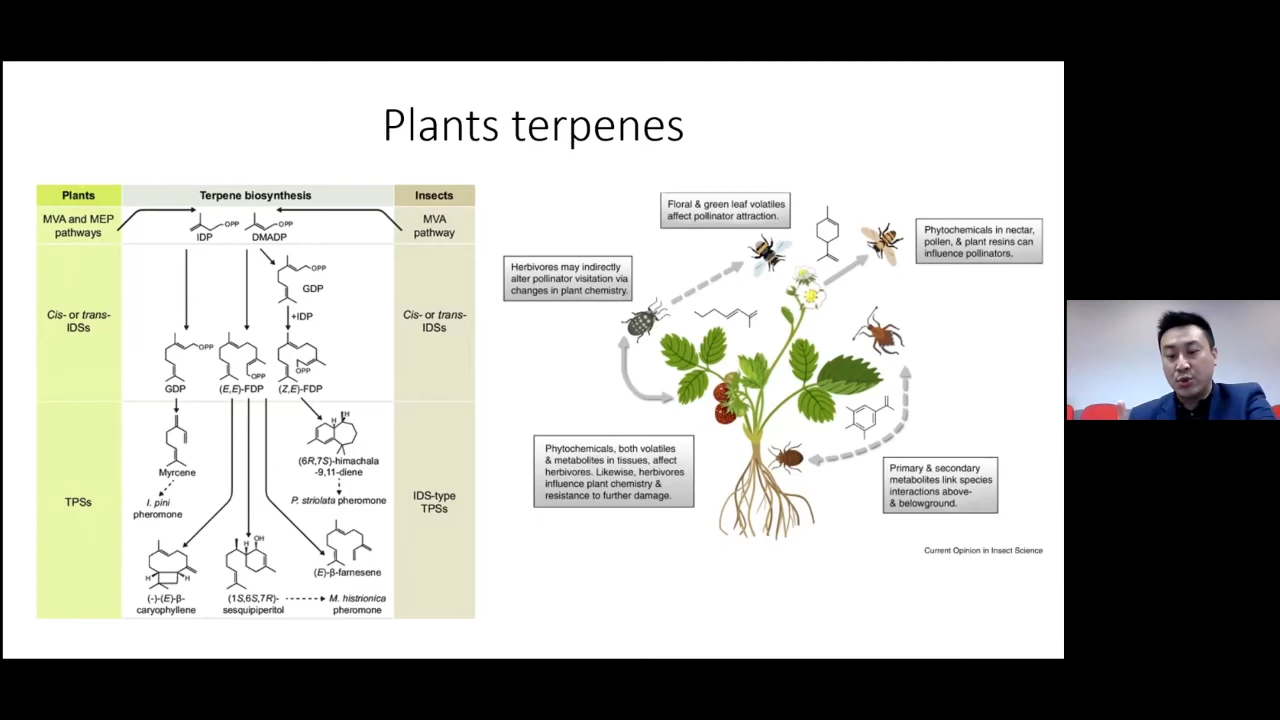 Plants terpenes
Plants
Terpene biosynthesis
Insects
MVA and MEP
pathways
OPP
IDP
OPP
DMADP
MVA
pathway
OPP
GDP
+IDP
Cis- or trans-
IDSs
Cis- or trans-
IDSs
OPP
GDP
OPP
(E,E)-FDP
OPP
(Z,E)-FDP
Myrcene
H
H
(6R,7S)-himachala
-9,11-diene
I. pini
pheromone
P. striolata pheromone
TPSs
IDS-type
TPSs
H
H
(-)-(E)-β-
caryophyllene
H
OH
(1S,6S,7R)-
sesquipiperitol
(E)-β-farnesene
M. histrionica
pheromone
Floral & green leaf volatiles
affect pollinator attraction.
Phytochemicals in nectar,
pollen, & plant resins can
influence pollinators.
Herbivores may indirectly
alter pollinator visitation via
changes in plant chemistry.
Phytochemicals, both volatiles
& metabolites in tissues, affect
herbivores. Likewise, herbivores
influence plant chemistry &
resistance to further damage.
Primary & secondary
metabolites link species
interactions above-
& belowground.
Current Opinion in Insect Science